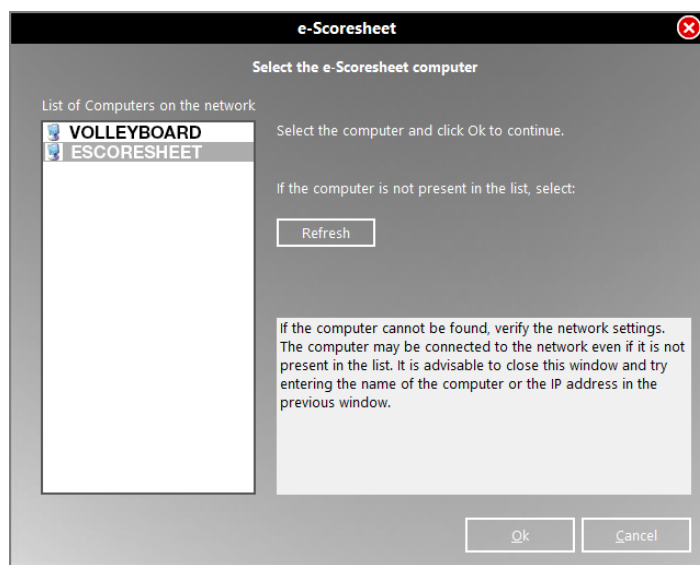 e-Scoresheet
Select the e-Scoresheet computer
List of Computers on the network
VOLLEYBOARD
ESCORESHEET
Select the computer and click Ok to continue.
If the computer is not present in the list, select:
Refresh
If the computer cannot be found, verify the network settings.
The computer may be connected to the network even if it is not
present in the list. It is advisable to close this window and try
entering the name of the computer or the IP address in the
previous window.
Ok
Cancel